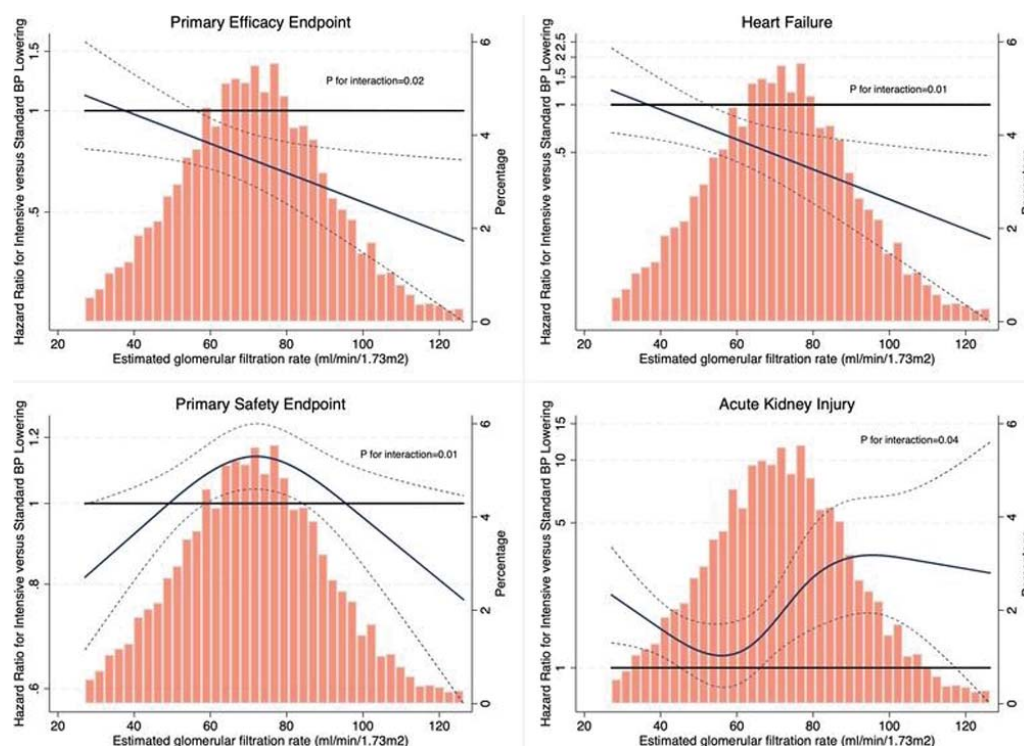 Primary Efficacy Endpoint
Hazard Ratio for Intensive versus Standard BP Lowering
1.5
1
.5
P for interaction=0.02
6
4
2
0
Percentage
20 40 60 80 100 120
Estimated glomerular filtration rate (ml/min/1.73m2)
Heart Failure
Hazard Ratio for Intensive versus Standard BP Lowering
2.5
2
1.5
1
.5
P for interaction=0.01
6
4
2
0
20 40 60 80 100 120
Estimated glomerular filtration rate (ml/min/1.73m2)
Primary Safety Endpoint
Hazard Ratio for Intensive versus Standard BP Lowering
1.2
1
.8
.6
P for interaction=0.01
6
4
2
0
Percentage
20 40 60 80 100 120
Estimated glomerular filtration rate (ml/min/1.73m2)
Acute Kidney Injury
Hazard Ratio for Intensive versus Standard BP Lowering
15
10
5
1
P for interaction=0.04
6
4
2
0
20 40 60 80 100 120
Estimated glomerular filtration rate (ml/min/1.73m2)